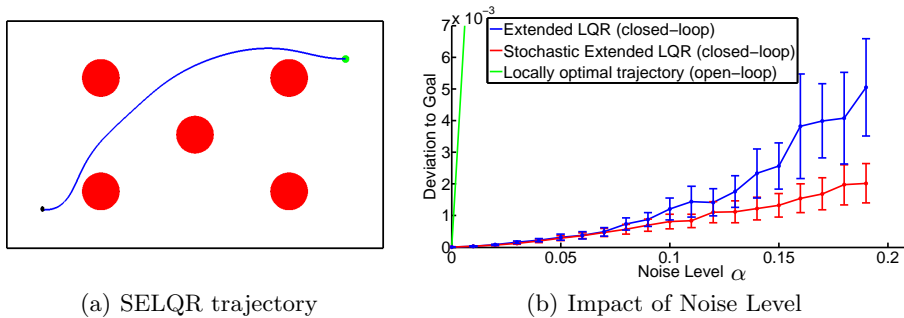 7 x 10⁻³
Extended LQR (closed−loop)
Stochastic Extended LQR (closed−loop)
Locally optimal trajectory (open−loop)
Deviation to Goal
6
5
4
3
2
1
0
0
0.05
0.1
0.15
0.2
Noise Level α
(a) SELQR trajectory
(b) Impact of Noise Level